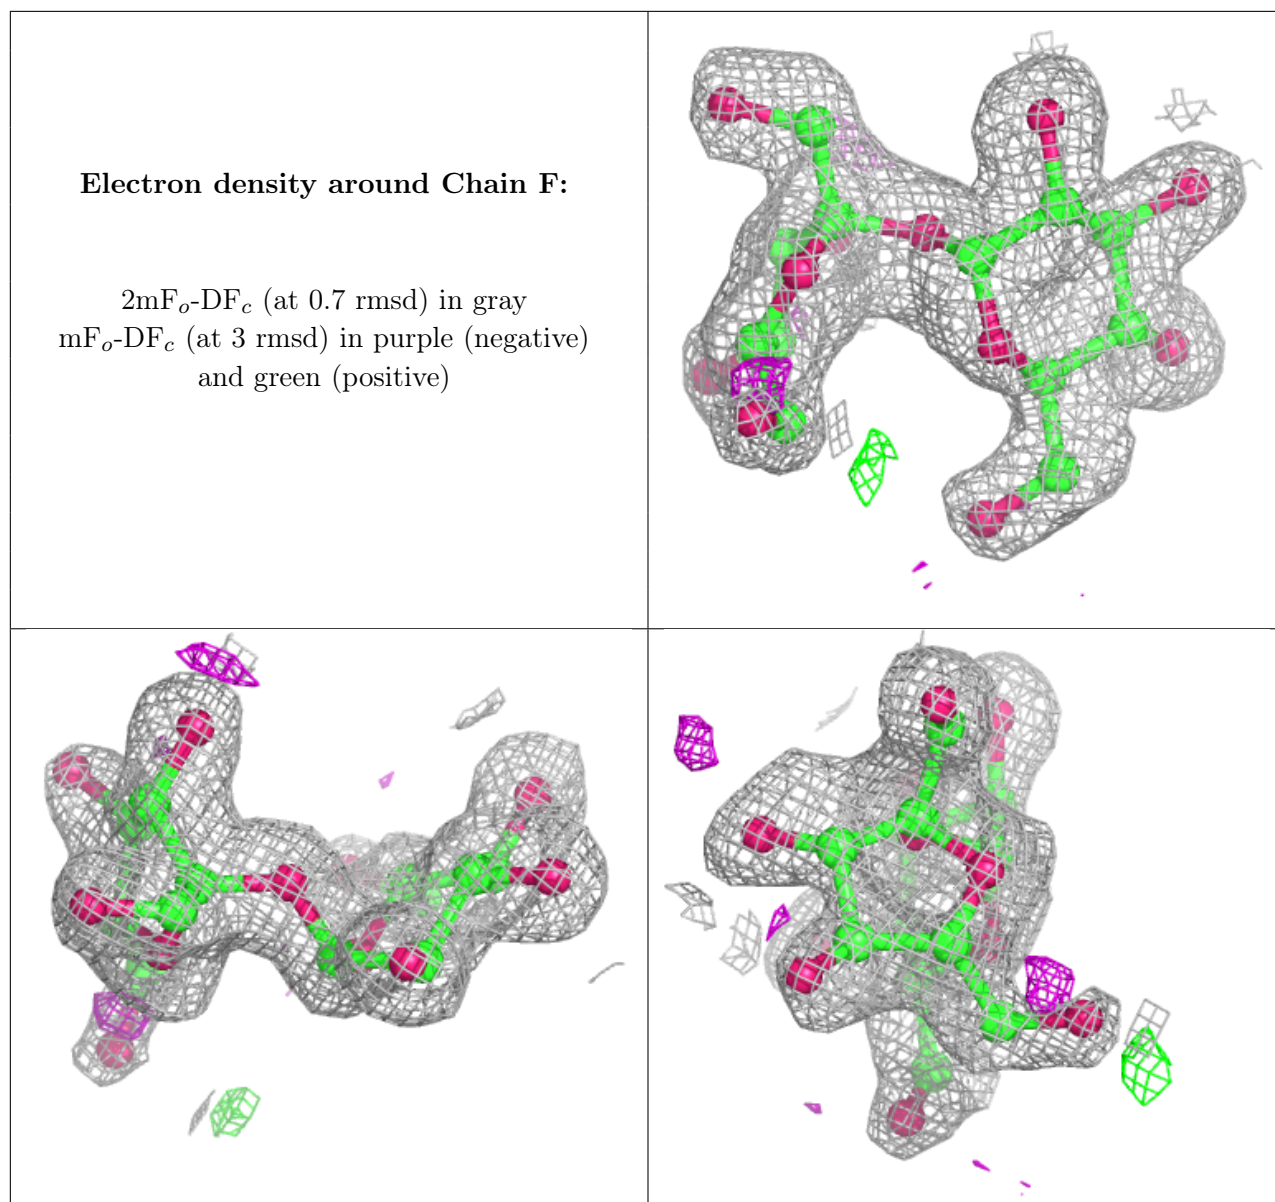 Electron density around Chain F:
2mFₒ-DF𝒸 (at 0.7 rmsd) in gray
mFₒ-DF𝒸 (at 3 rmsd) in purple (negative)
and green (positive)